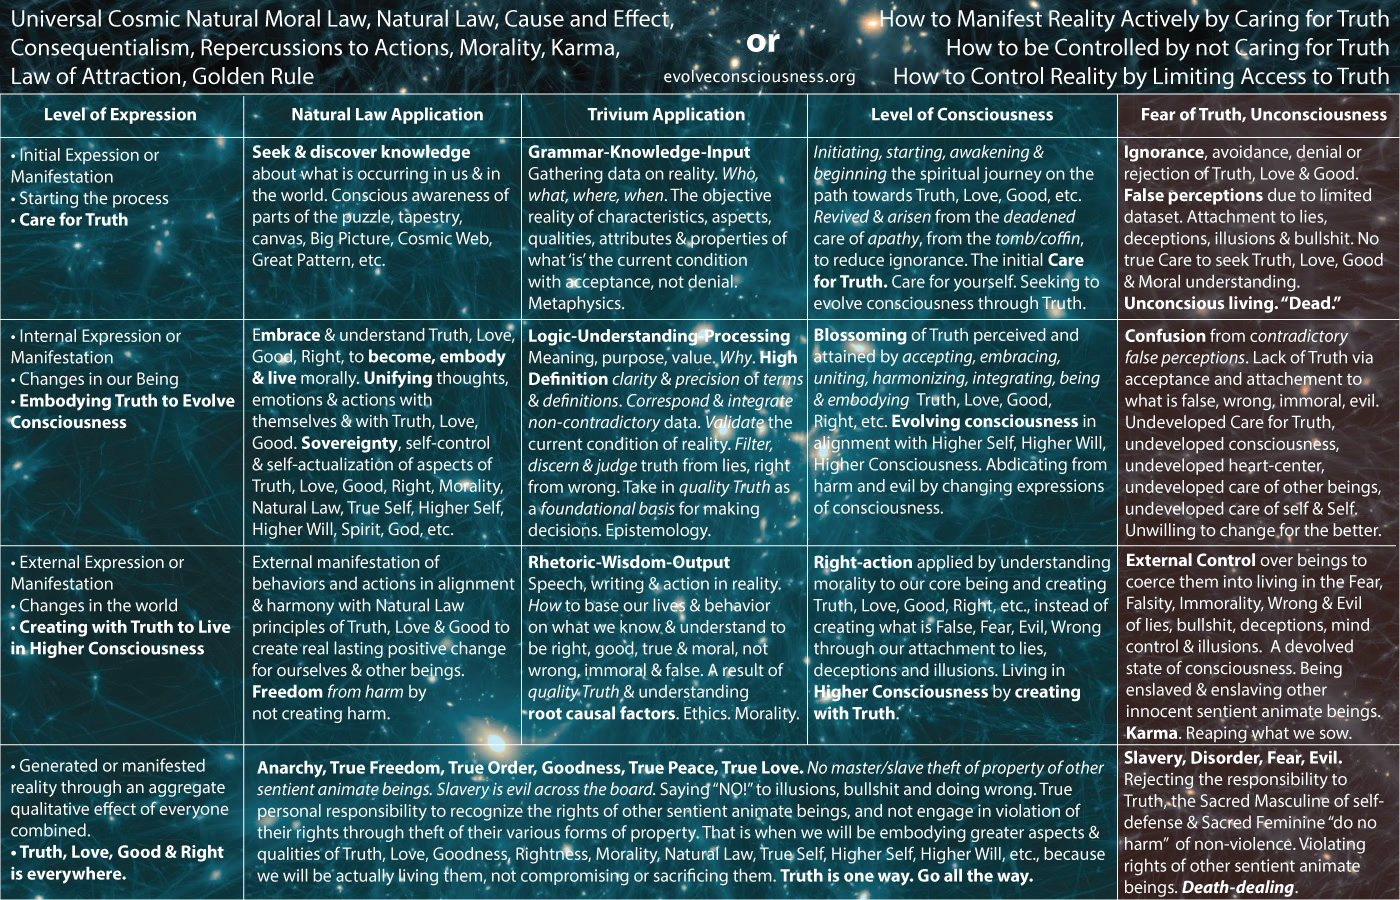 Universal Cosmic Natural Moral Law, Natural Law, Cause and Effect,
Consequentialism, Repercussions to Actions, Morality, Karma,
Law of Attraction, Golden Rule
or
evolveconsciousness.org
How to Manifest Reality Actively by Caring for Truth
How to be Controlled by not Caring for Truth
How to Control Reality by Limiting Access to Truth
Level of Expression
Natural Law Application
Trivium Application
Level of Consciousness
Fear of Truth, Unconsciousness
• Initial Expession or
Manifestation
• Starting the process
• Care for Truth
Seek & discover knowledge
about what is occurring in us & in
the world. Conscious awareness of
parts of the puzzle, tapestry,
canvas, Big Picture, Cosmic Web,
Great Pattern, etc.
Grammar-Knowledge-Input
Gathering data on reality. Who,
what, where, when. The objective
reality of characteristics, aspects,
qualities, attributes & properties of
what 'is' the current condition
with acceptance, not denial.
Metaphysics.
Initiating, starting, awakening &
beginning the spiritual journey on the
path towards Truth, Love, Good, etc.
Revived & arisen from the deadened
care of apathy, from the tomb/coffin,
to reduce ignorance. The initial Care
for Truth. Care for yourself. Seeking to
evolve consciousness through Truth.
Ignorance, avoidance, denial or
rejection of Truth, Love & Good.
False perceptions due to limited
dataset. Attachment to lies,
deceptions, illusions & bullshit. No
true Care to seek Truth, Love, Good
& Moral understanding.
Unconcsious living. "Dead."
• Internal Expression or
Manifestation
• Changes in our Being
• Embodying Truth to Evolve
Consciousness
Embrace & understand Truth, Love,
Good, Right, to become, embody
& live morally. Unifying thoughts,
emotions & actions with
themselves & with Truth, Love,
Good. Sovereignty, self-control
& self-actualization of aspects of
Truth, Love, Good, Right, Morality,
Natural Law, True Self, Higher Self,
Higher Will, Spirit, God, etc.
Logic-Understanding-Processing
Meaning, purpose, value. Why. High
Definition clarity & precision of terms
& definitions. Correspond & integrate
non-contradictory data. Validate the
current condition of reality. Filter,
discern & judge truth from lies, right
from wrong. Take in quality Truth as
a foundational basis for making
decisions. Epistemology.
Blossoming of Truth perceived and
attained by accepting, embracing,
uniting, harmonizing, integrating, being
& embodying Truth, Love, Good,
Right, etc. Evolving consciousness in
alignment with Higher Self, Higher Will,
Higher Consciousness. Abdicating from
harm and evil by changing expressions
of consciousness.
Confusion from contradictory
false perceptions. Lack of Truth via
acceptance and attachement to
what is false, wrong, immoral, evil.
Undeveloped Care for Truth,
undeveloped consciousness,
undeveloped heart-center,
undeveloped care of other beings,
undeveloped care of self & Self.
Unwilling to change for the better.
• External Expression or
Manifestation
• Changes in the world
• Creating with Truth to Live
in Higher Consciousness
External manifestation of
behaviors and actions in alignment
& harmony with Natural Law
principles of Truth, Love & Good to
create real lasting positive change
for ourselves & other beings.
Freedom from harm by
not creating harm.
Rhetoric-Wisdom-Output
Speech, writing & action in reality.
How to base our lives & behavior
on what we know & understand to
be right, good, true & moral, not
wrong, immoral & false. A result of
quality Truth & understanding
root causal factors. Ethics. Morality.
Right-action applied by understanding
morality to our core being and creating
Truth, Love, Good, Right, etc., instead of
creating what is False, Fear, Evil, Wrong
through our attachment to lies,
deceptions and illusions. Living in
Higher Consciousness by creating
with Truth.
External Control over beings to
coerce them into living in the Fear,
Falsity, Immorality, Wrong & Evil
of lies, bullshit, deceptions, mind
control & illusions. A devolved
state of consciousness. Being
enslaved & enslaving other
innocent sentient animate beings.
Karma. Reaping what we sow.
• Generated or manifested
reality through an aggregate
qualitative effect of everyone
combined.
• Truth, Love, Good & Right
is everywhere.
Anarchy, True Freedom, True Order, Goodness, True Peace, True Love. No master/slave theft of property of other
sentient animate beings. Slavery is evil across the board. Saying "NO!" to illusions, bullshit and doing wrong. True
personal responsibility to recognize the rights of other sentient animate beings, and not engage in violation of
their rights through theft of their various forms of property. That is when we will be embodying greater aspects &
qualities of Truth, Love, Goodness, Rightness, Morality, Natural Law, True Self, Higher Self, Higher Will, etc., because
we will be actually living them, not compromising or sacrificing them. Truth is one way. Go all the way.
Slavery, Disorder, Fear, Evil.
Rejecting the responsibility to
Truth, the Sacred Masculine of self-
defense & Sacred Feminine "do no
harm" of non-violence. Violating
rights of other sentient animate
beings. Death-dealing.